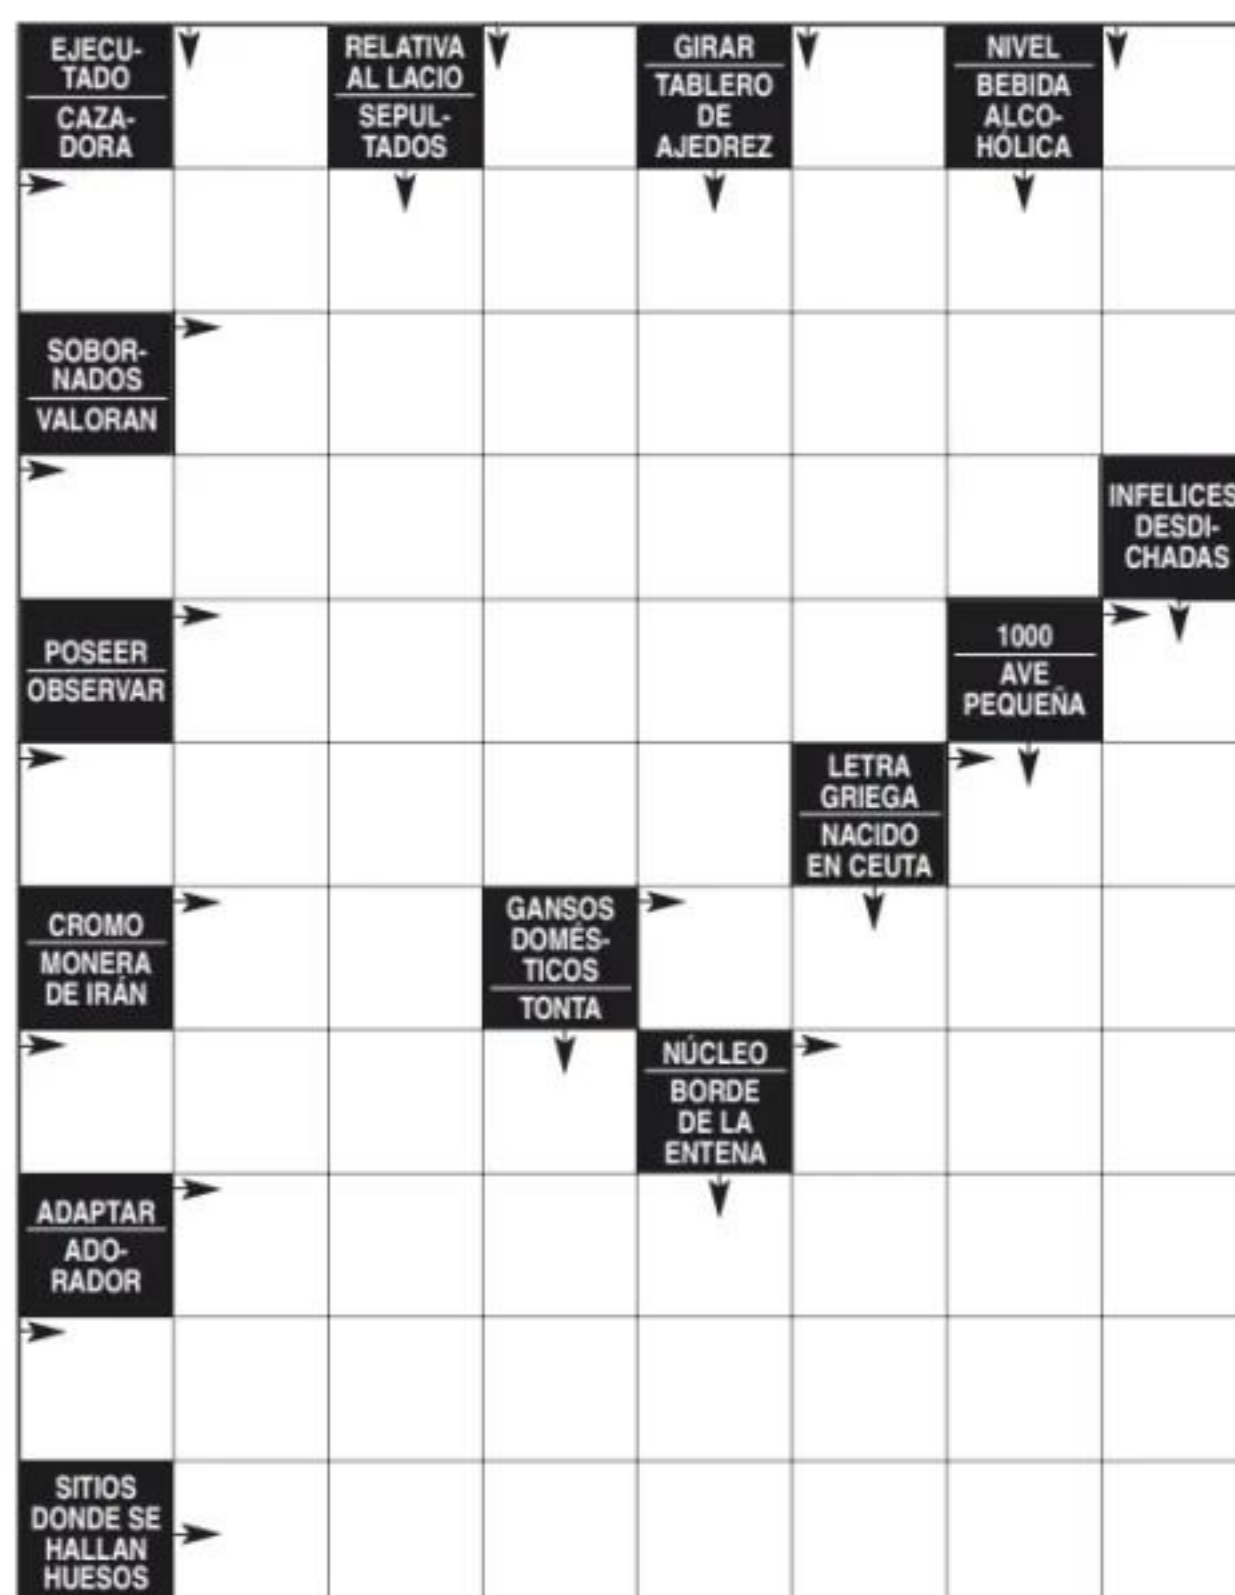 EJECU-
TADO
CAZA-
DORA
RELATIVA
AL LACIO
SEPUL-
TADOS
GIRAR
TABLERO
DE
AJEDREZ
NIVEL
BEBIDA
ALCO-
HÓLICA
SOBOR-
NADOS
VALORAN
INFELICES
DESDI-
CHADAS
POSEER
OBSERVAR
1000
AVE
PEQUEÑA
LETRA
GRIEGA
NACIDO
EN CEUTA
CROMO
MONERA
DE IRÁN
GANSOS
DOMÉS-
TICOS
TONTA
NÚCLEO
BORDE
DE LA
ENTENA
ADAPTAR
ADO-
RADOR
SITIOS
DONDE SE
HALLAN
HUESOS